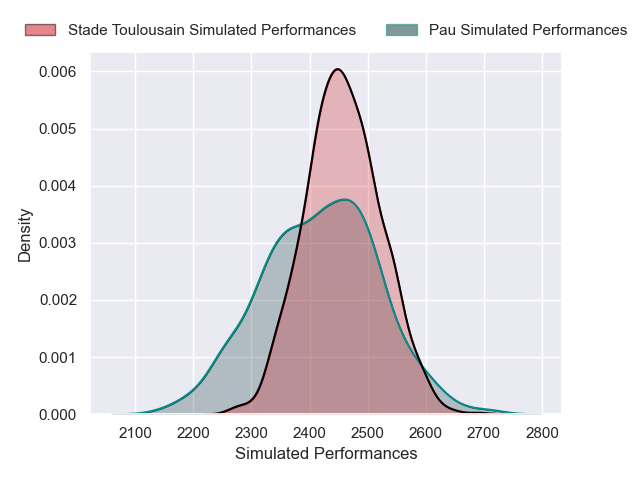 Stade Toulousain Simulated Performances
Pau Simulated Performances
0.006
0.005
0.004
0.003
0.002
0.001
0.000
Density
2100 2200 2300 2400 2500 2600 2700 2800
Simulated Performances